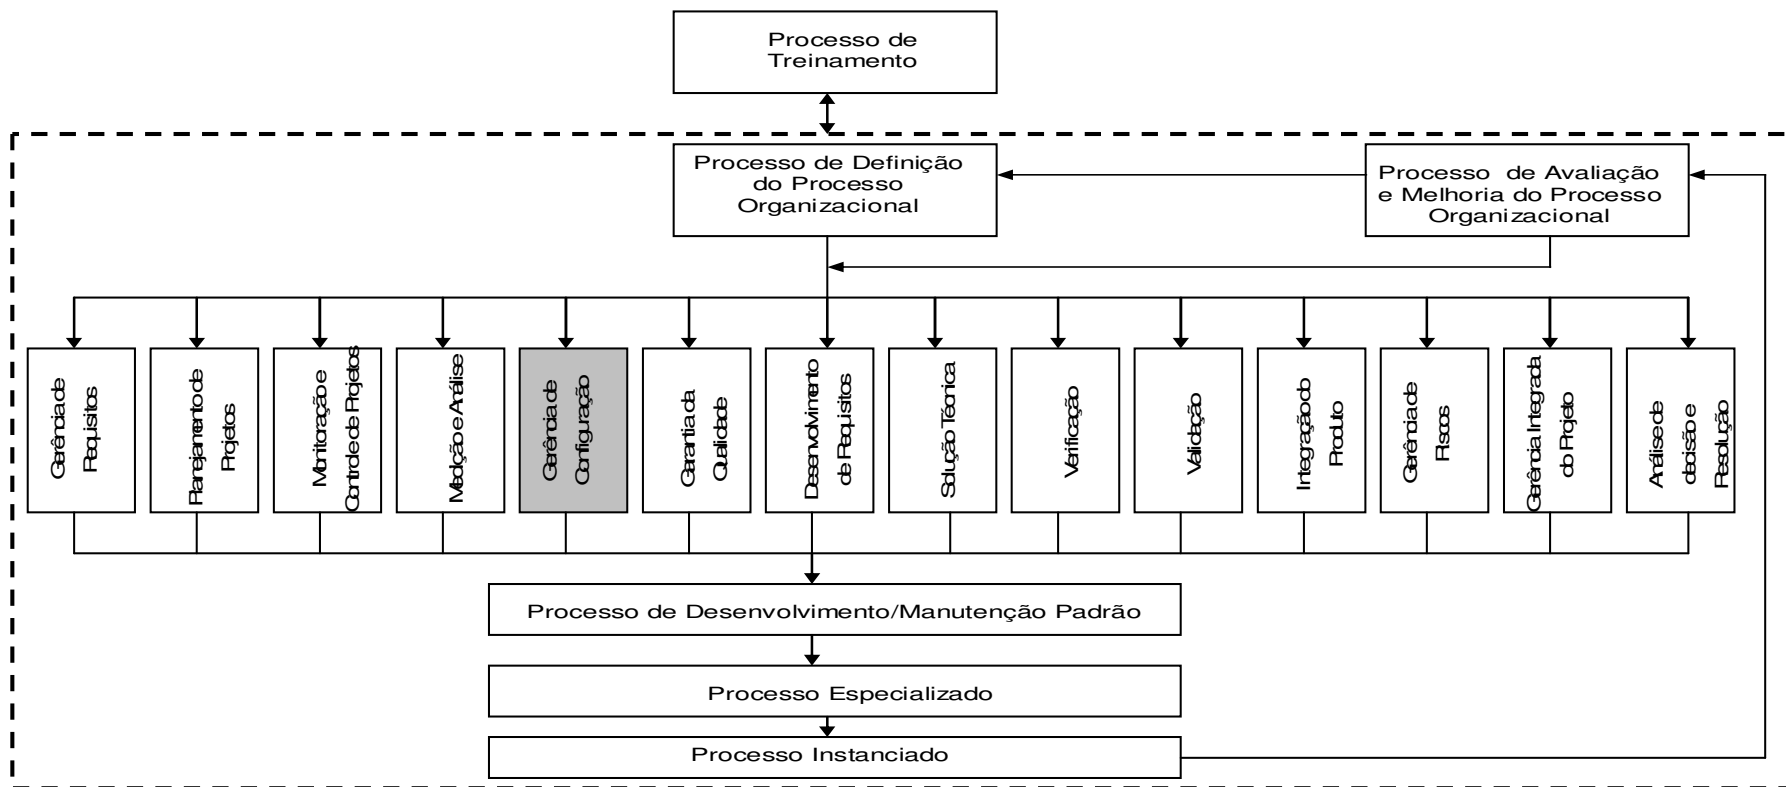 Processo de
Treinamento
Processo de Definição
do Processo
Organizacional
Processo de Avaliação
e Melhoria do Processo
Organizacional
Gerência de
Requisitos
Planejamento de
Projetos
Monitoração e
Controle de Projetos
Medição e Análise
Gerência de
Configuração
Garantia da
Qualidade
Desenvolvimento
de Requisitos
Solução Técnica
Verificação
Validação
Integração do
Produto
Gerência de
Riscos
Gerência Integrada
do Projeto
Análise de
decisão e
Resolução
Processo de Desenvolvimento/Manutenção Padrão
Processo Especializado
Processo Instanciado